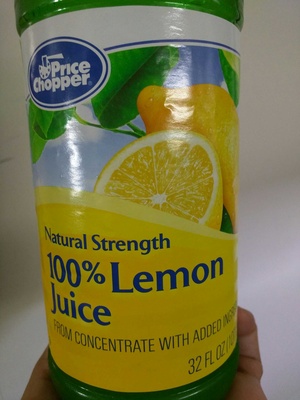 Price
Chopper
Natural Strength
100% Lemon
Juice
FROM CONCENTRATE WITH ADDED
32 FL OZ